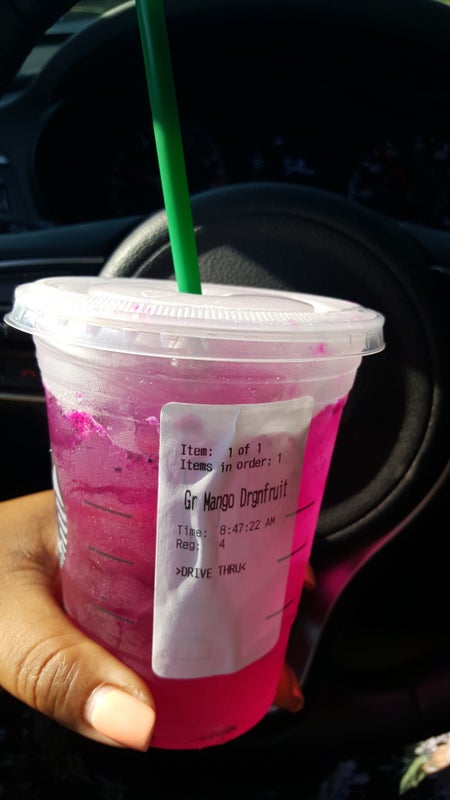 Item: 1 of 1
Items in order: 1
Gr Mango Drgnfruit
Time: 8:47:22 AM
Reg: 4
>DRIVE THRU<